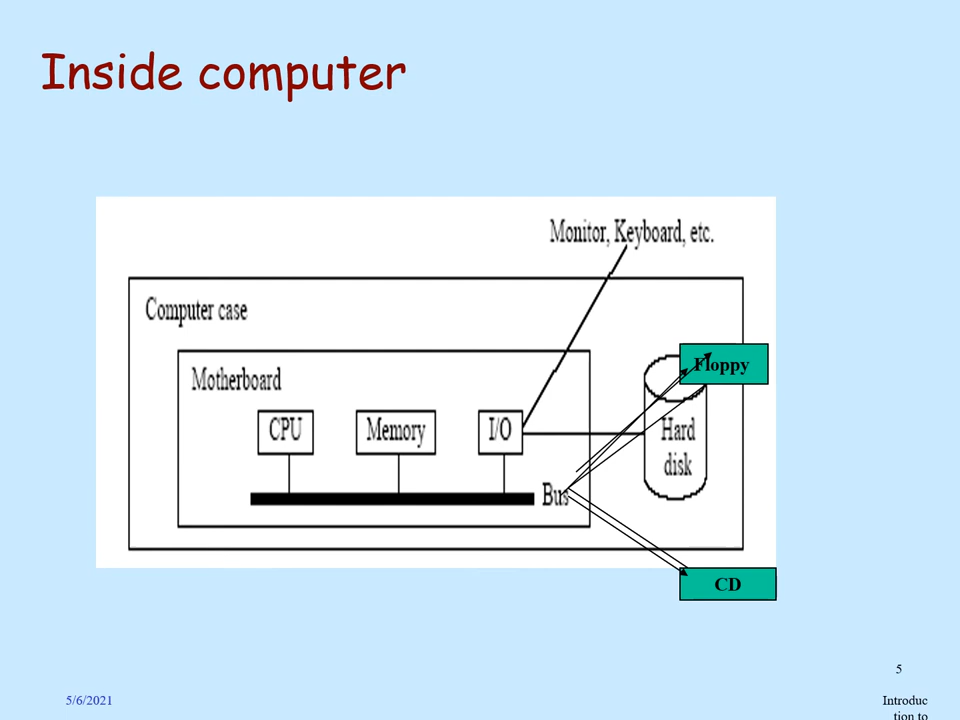 Inside computer
Monitor, Keyboard, etc.
Computer case
Floppy
Motherboard
CPU
Memory
I/O
Hard
disk
Bus
CD
5
5/6/2021
Introduc
tion to